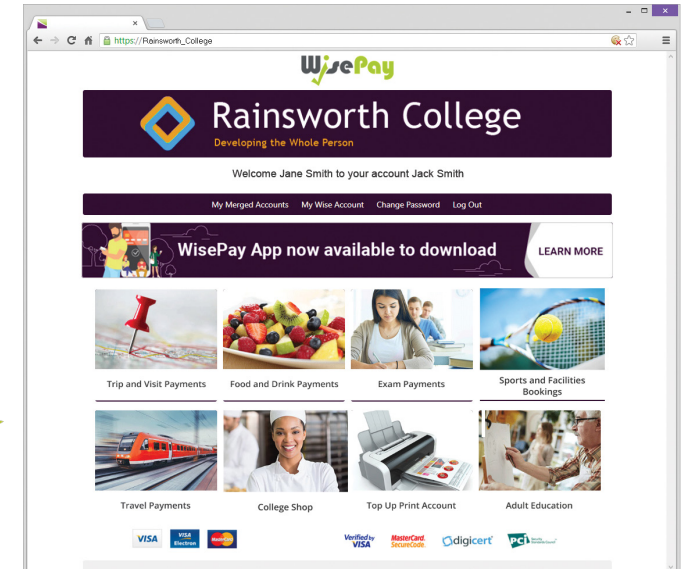 https://Rainsworth_College
WisePay
Rainsworth College
Developing the Whole Person
Welcome Jane Smith to your account Jack Smith
My Merged Accounts My Wise Account Change Password Log Out
WisePay App now available to download LEARN MORE
Trip and Visit Payments Food and Drink Payments Exam Payments Sports and Facilities
Bookings
Travel Payments College Shop Top Up Print Account Adult Education
VISA VISA Electron MasterCard Verified by VISA MasterCard. SecureCode. digicert PCI